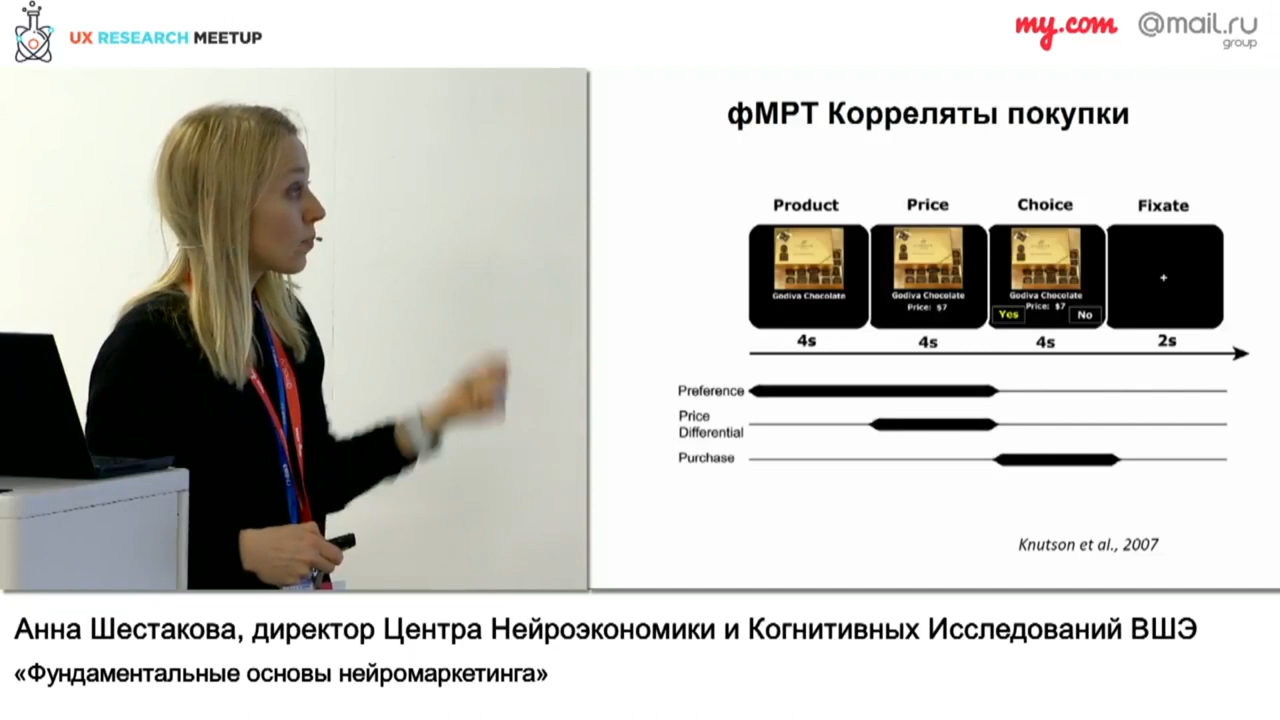 UX RESEARCH MEETUP
my.com @mail.ru group
фМРТ Корреляты покупки
Product Price Choice Fixate
Godiva Chocolate Godiva Chocolate Godiva Chocolate
Price: $7 Price: $7
Yes No
4s 4s 4s 2s
Preference
Price
Differential
Purchase
Knutson et al., 2007
Анна Шестакова, директор Центра Нейроэкономики и Когнитивных Исследований ВШЭ
«Фундаментальные основы нейромаркетинга»